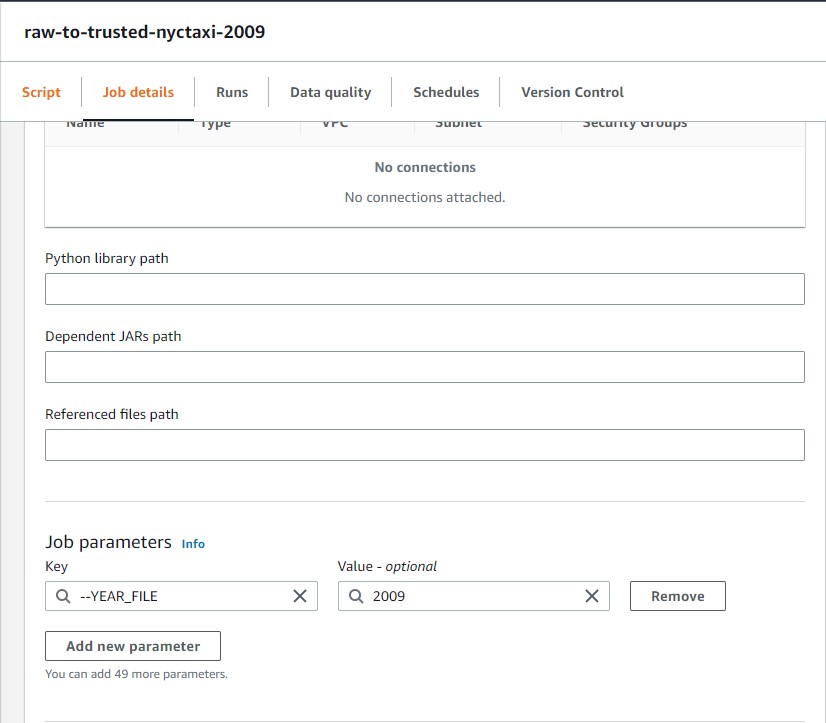 raw-to-trusted-nyctaxi-2009
Script Job details Runs Data quality Schedules Version Control
Name Type VPC Subnet Security Groups
No connections
No connections attached.
Python library path
Dependent JARs path
Referenced files path
Job parameters Info
Key Value - optional
--YEAR_FILE 2009 Remove
Add new parameter
You can add 49 more parameters.